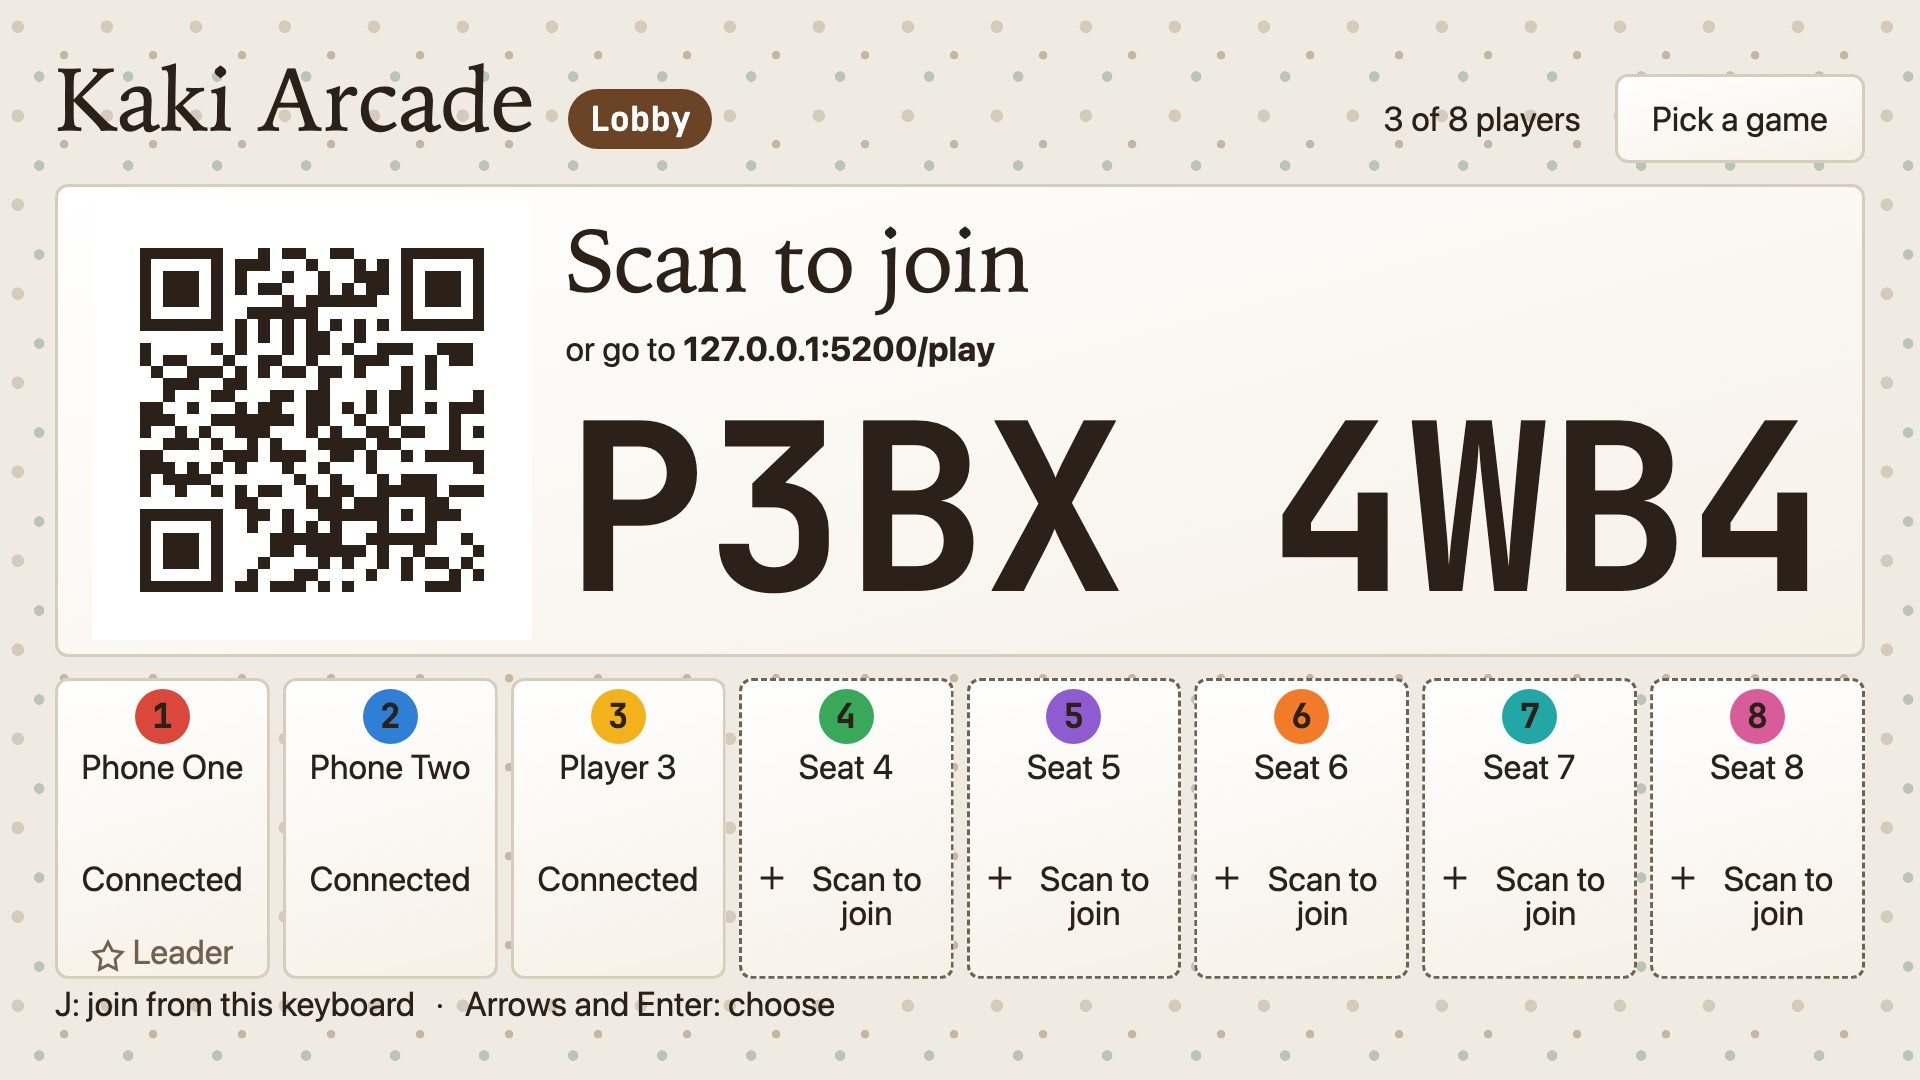 Kaki Arcade
Lobby
3 of 8 players
Pick a game
Scan to join
or go to 127.0.0.1:5200/play
P3BX 4WB4
1
Phone One
Connected
Leader
2
Phone Two
Connected
3
Player 3
Connected
4
Seat 4
+ Scan to
join
5
Seat 5
+ Scan to
join
6
Seat 6
+ Scan to
join
7
Seat 7
+ Scan to
join
8
Seat 8
+ Scan to
join
J: join from this keyboard · Arrows and Enter: choose